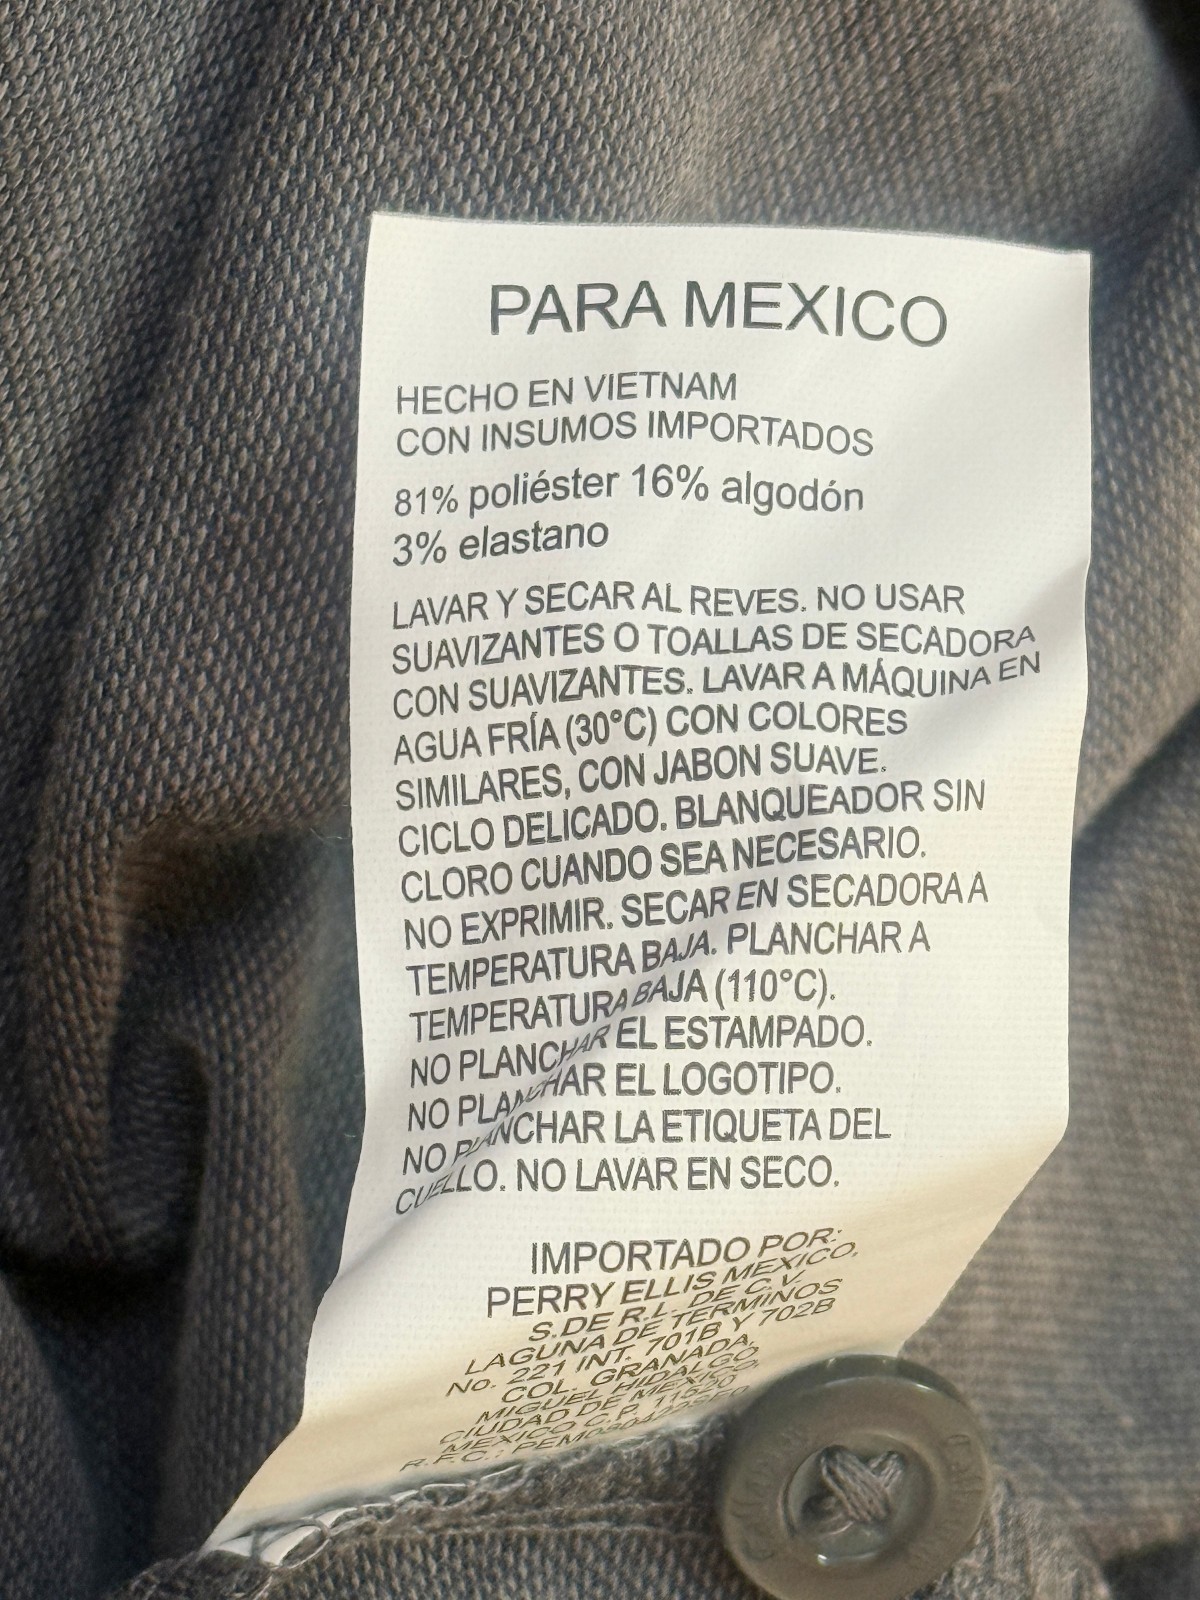 PARA MEXICO
HECHO EN VIETNAM
CON INSUMOS IMPORTADOS
81% poliéster 16% algodón
3% elastano
LAVAR Y SECAR AL REVES. NO USAR
SUAVIZANTES O TOALLAS DE SECADORA
CON SUAVIZANTES. LAVAR A MÁQUINA EN
AGUA FRÍA (30°C) CON COLORES
SIMILARES, CON JABON SUAVE.
CICLO DELICADO. BLANQUEADOR SIN
CLORO CUANDO SEA NECESARIO.
NO EXPRIMIR. SECAR EN SECADORA A
TEMPERATURA BAJA. PLANCHAR A
TEMPERATURA BAJA (110°C).
NO PLANCHAR EL ESTAMPADO.
NO PLANCHAR EL LOGOTIPO.
NO PLANCHAR LA ETIQUETA DEL
CUELLO. NO LAVAR EN SECO.
IMPORTADO POR:
PERRY ELLIS MEXICO,
S.DE R.L. DE C.V.
LAGUNA DE TERMINOS
No. 221 INT. 701B Y 702B
COL. GRANADA,
MIGUEL HIDALGO,
CIUDAD DE MEXICO,
MEXICO C.P. 11520
R.F.C.: